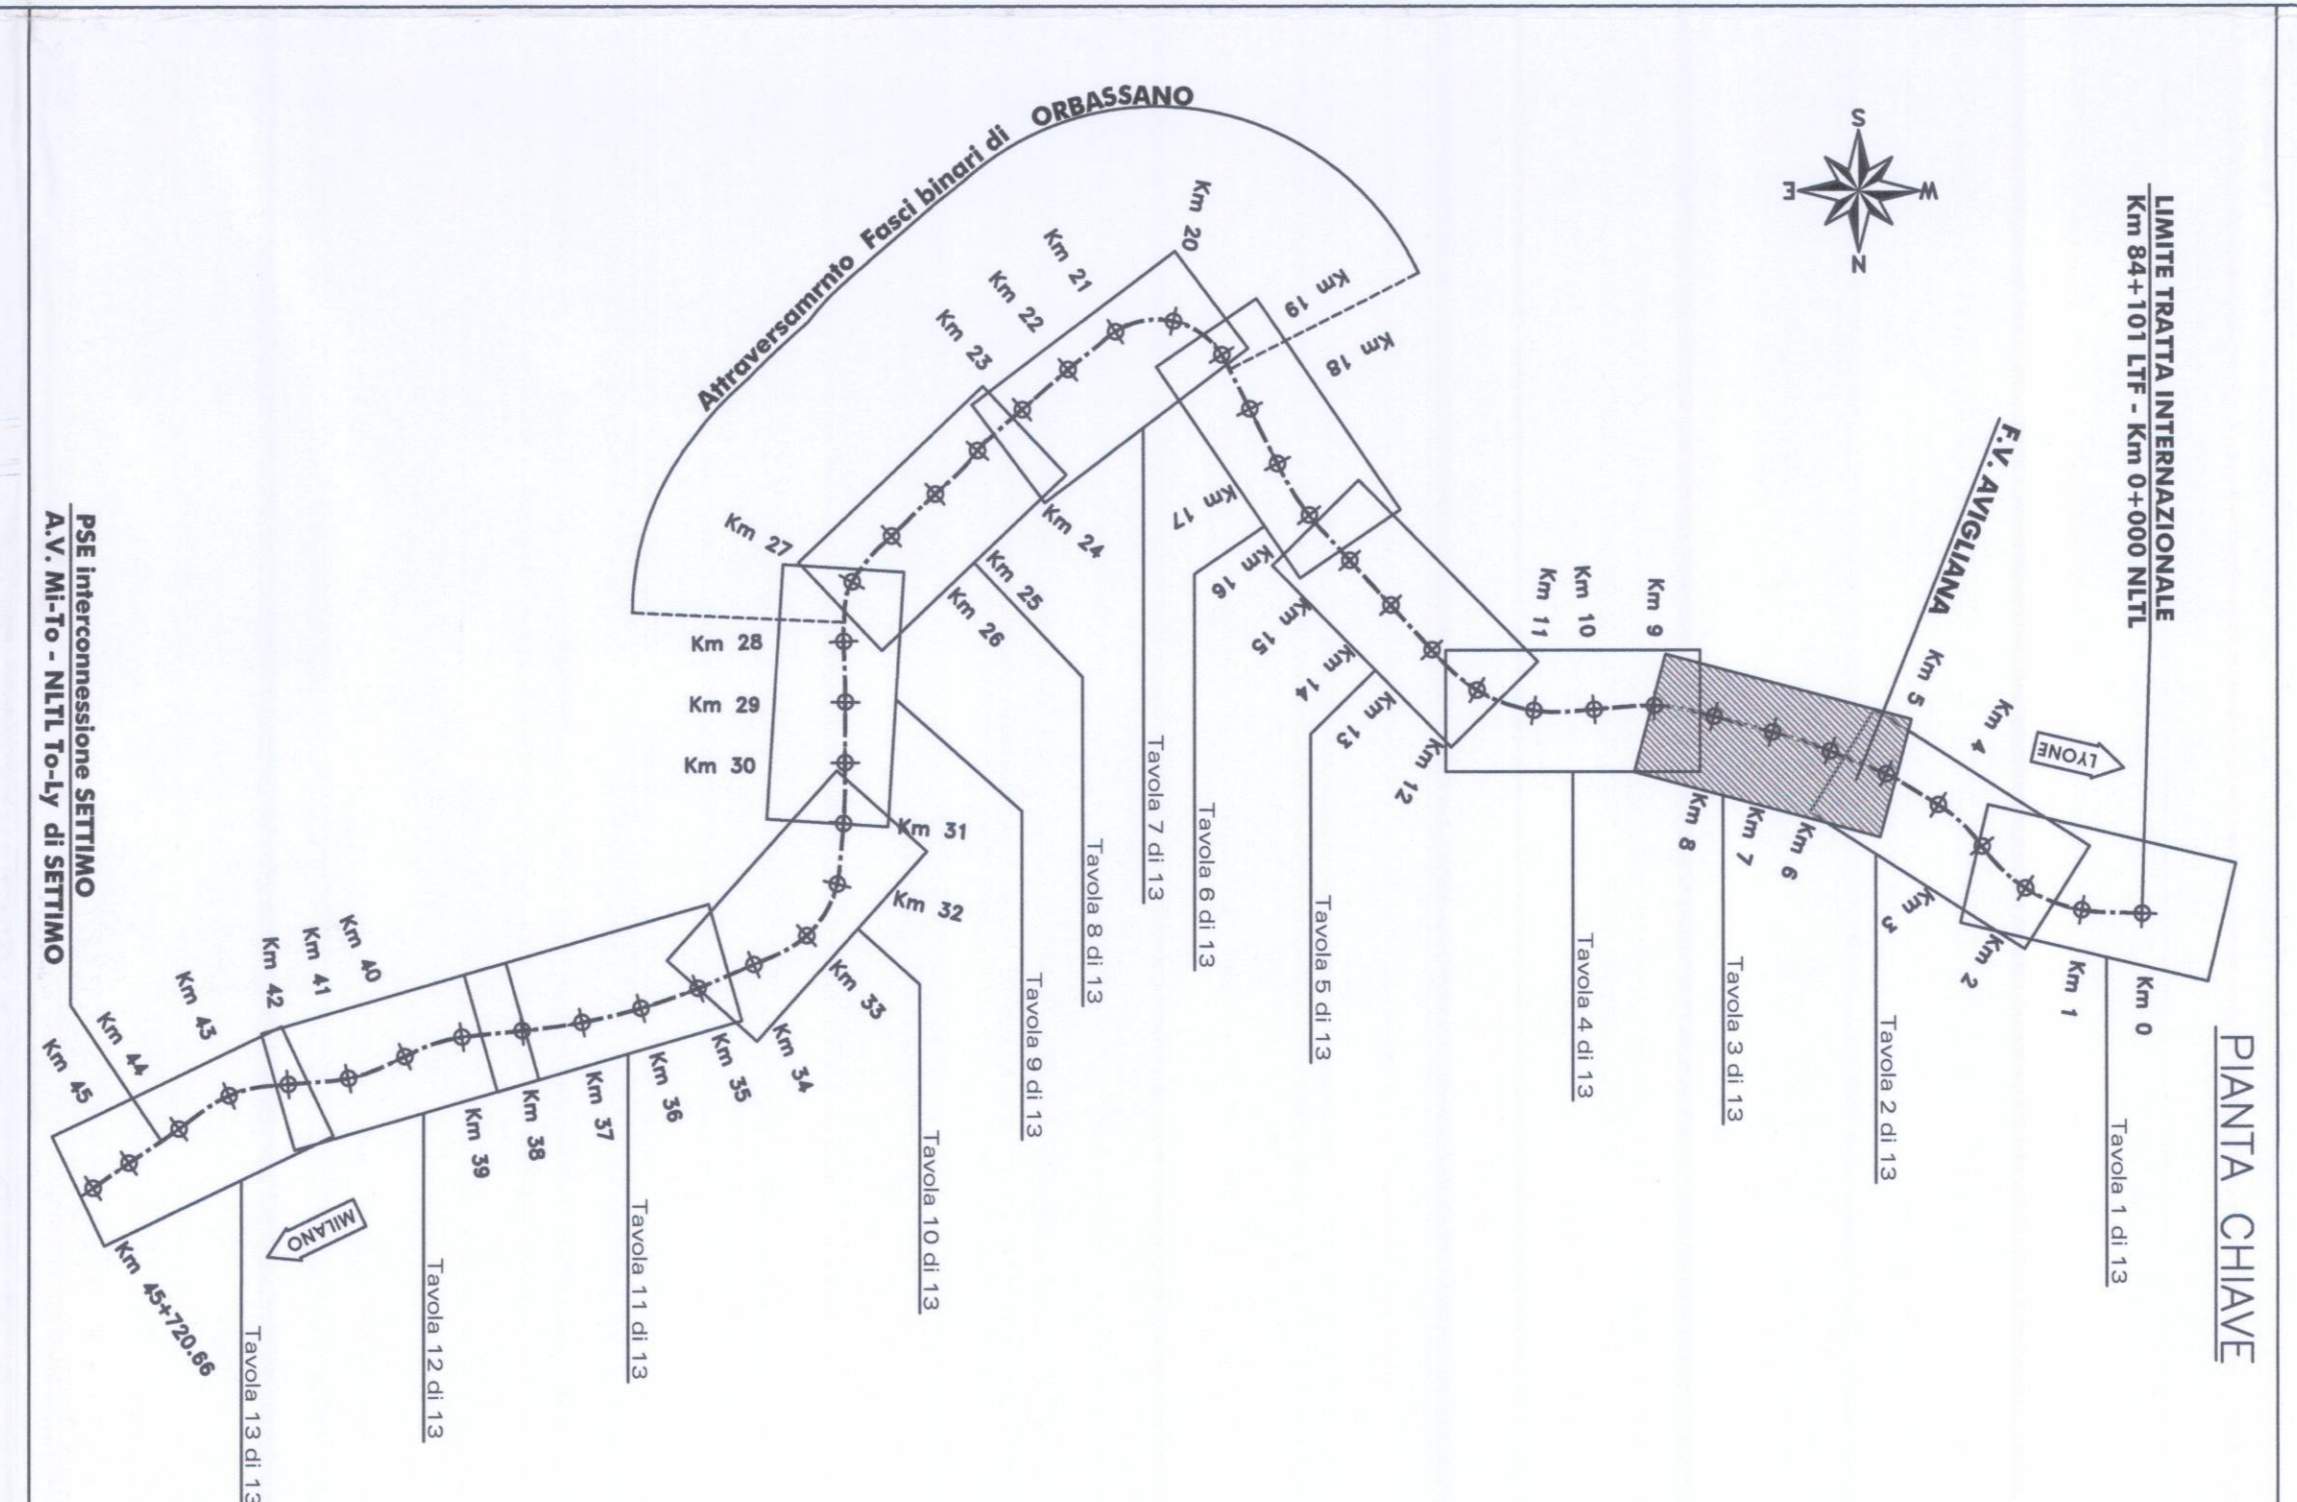 PIANTA CHIAVE
LIMITE TRATTA INTERNAZIONALE
Km 84+101 LTF - Km 0+000 NLTL
F.V. AVIGLIANA
S
W
E
N
LYONE
Attraversamrnto Fasci binari di ORBASSANO
PSE interconnessione SETTIMO
A.V. Mi-To - NLTL To-Ly di SETTIMO
MILANO
Km 0
Km 1
Km 2
Km 3
Km 4
Km 5
Km 6
Km 7
Km 8
Km 9
Km 10
Km 11
Km 12
Km 13
Km 14
Km 15
Km 16
Km 17
Km 18
Km 19
Km 20
Km 21
Km 22
Km 23
Km 24
Km 25
Km 26
Km 27
Km 28
Km 29
Km 30
Km 31
Km 32
Km 33
Km 34
Km 35
Km 36
Km 37
Km 38
Km 39
Km 40
Km 41
Km 42
Km 43
Km 44
Km 45
Km 45+720.66
Tavola 1 di 13
Tavola 2 di 13
Tavola 3 di 13
Tavola 4 di 13
Tavola 5 di 13
Tavola 6 di 13
Tavola 7 di 13
Tavola 8 di 13
Tavola 9 di 13
Tavola 10 di 13
Tavola 11 di 13
Tavola 12 di 13
Tavola 13 di 13